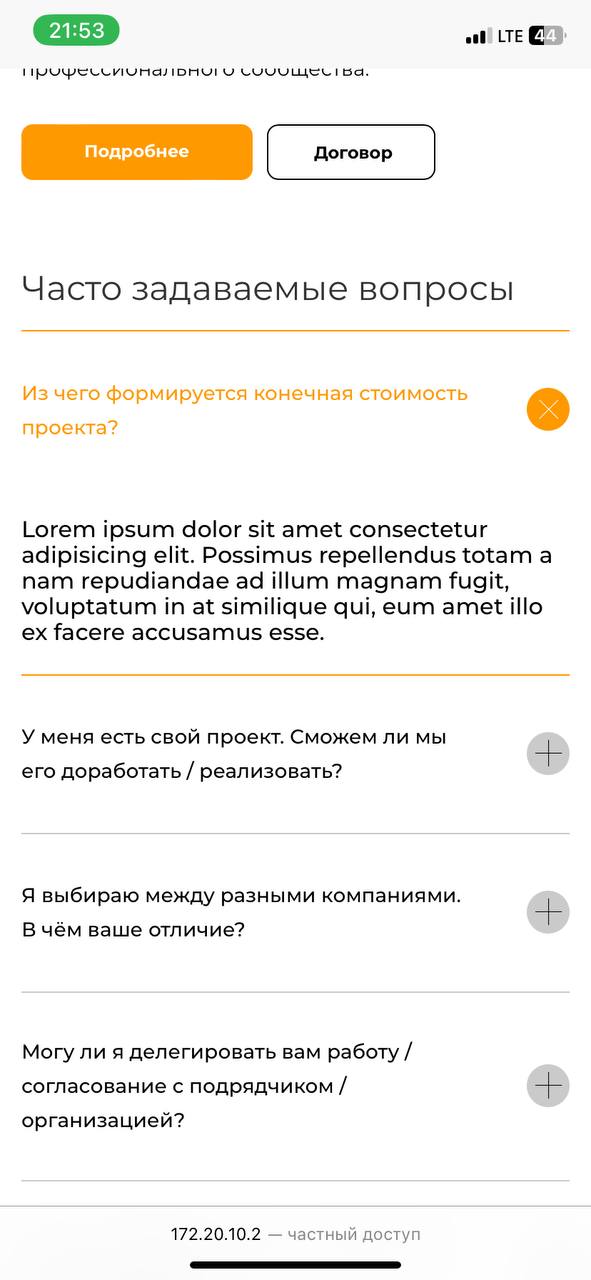 21:53
LTE 44
профессионального сообщества.
Подробнее
Договор
Часто задаваемые вопросы
Из чего формируется конечная стоимость
проекта?
Lorem ipsum dolor sit amet consectetur
adipisicing elit. Possimus repellendus totam a
nam repudiandae ad illum magnam fugit,
voluptatum in at similique qui, eum amet illo
ex facere accusamus esse.
У меня есть свой проект. Сможем ли мы
его доработать / реализовать?
Я выбираю между разными компаниями.
В чём ваше отличие?
Могу ли я делегировать вам работу /
согласование с подрядчиком /
организацией?
172.20.10.2 — частный доступ